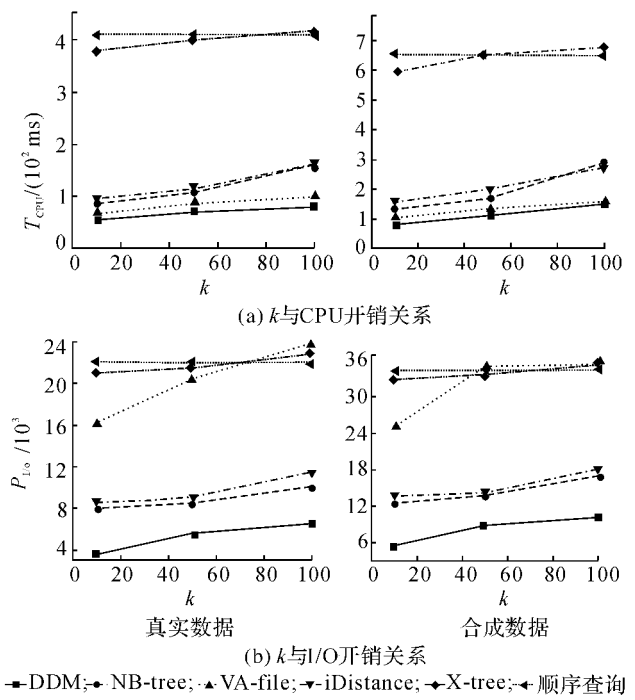 T_CPU/(10² ms)
4
3
2
1
0
0 20 40 60 80 100
k
7
6
5
4
3
2
1
0
0 20 40 60 80 100
k
(a) k与CPU开销关系
P_I/o /10³
24
20
16
12
8
4
0 20 40 60 80 100
k
真实数据
36
30
24
18
12
6
0 20 40 60 80 100
k
合成数据
(b) k与I/O开销关系
DDM; NB-tree; VA-file; iDistance; X-tree; 顺序查询